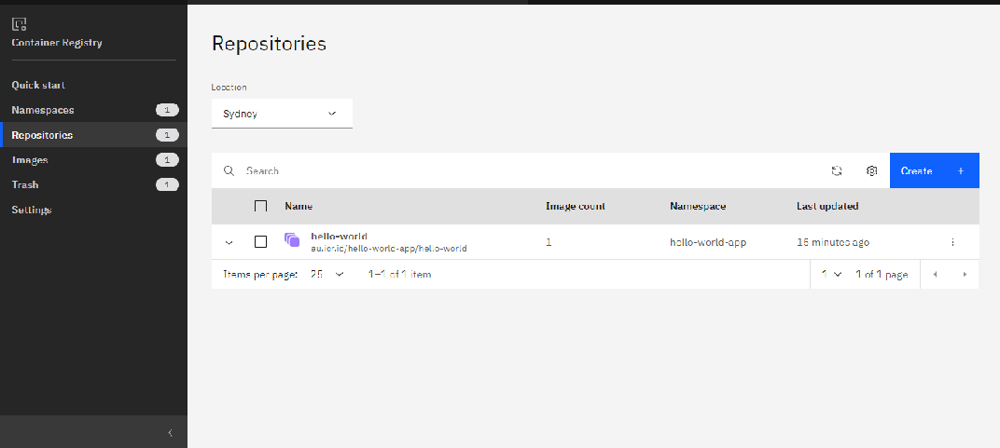 Container Registry
Quick start
Namespaces 1
Repositories 1
Images 1
Trash 1
Settings
Repositories
Location
Sydney
Search
Create +
Name Image count Namespace Last updated
hello-world
au.icr.io/hello-world-app/hello-world
1 hello-world-app 15 minutes ago
Items per page: 25 1–1 of 1 item 1 1 of 1 page